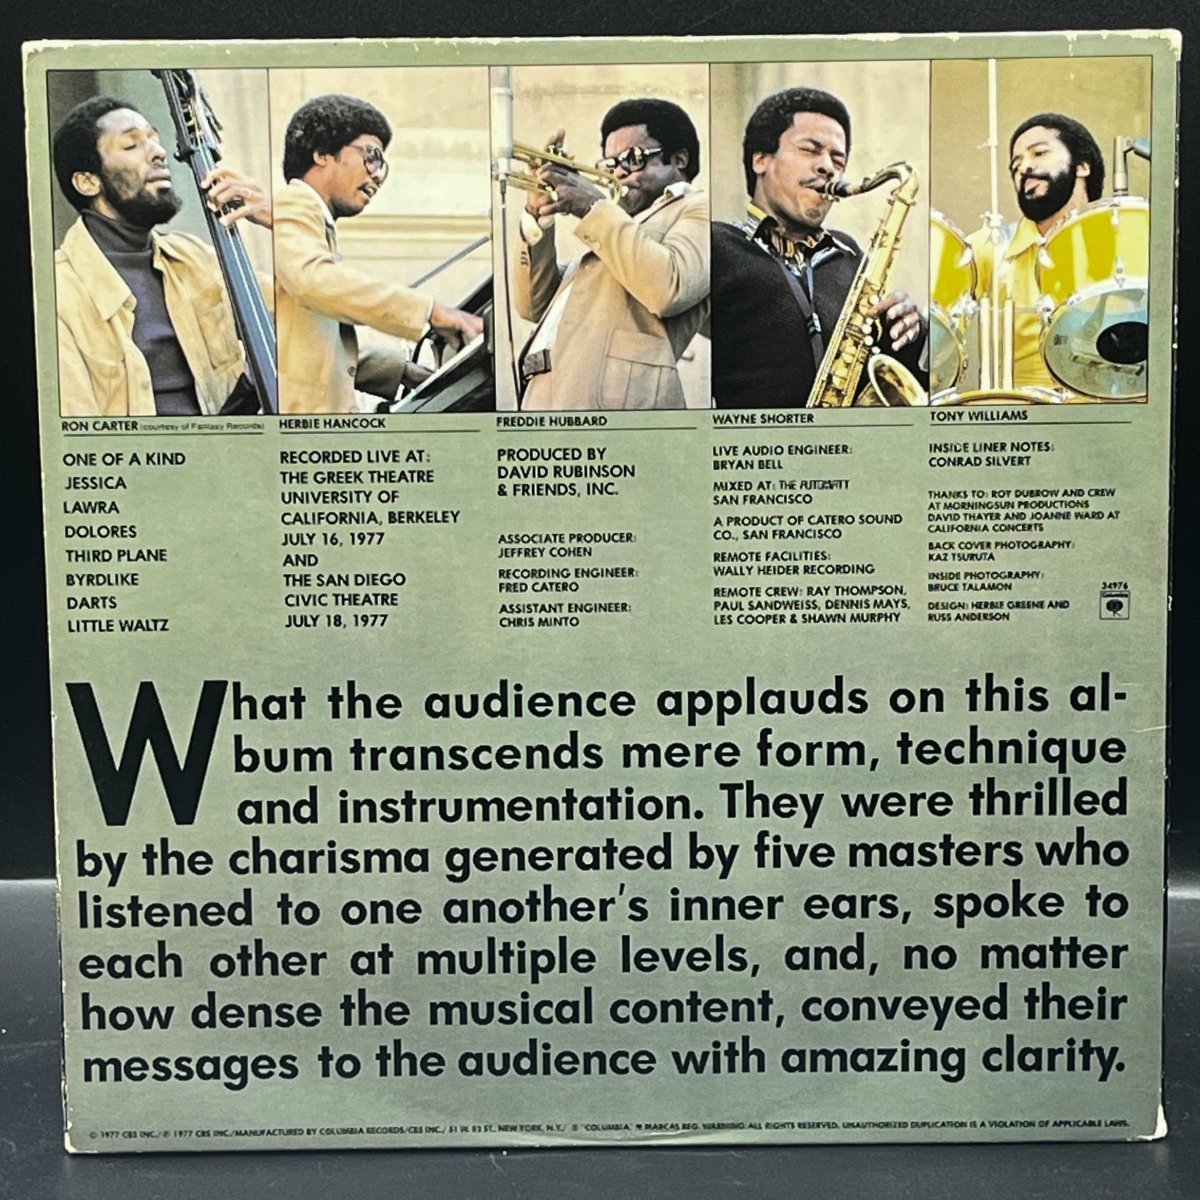 RON CARTER (courtesy of Fantasy Records)
ONE OF A KIND
JESSICA
LAWRA
DOLORES
THIRD PLANE
BYRDLIKE
DARTS
LITTLE WALTZ
HERBIE HANCOCK
RECORDED LIVE AT:
THE GREEK THEATRE
UNIVERSITY OF
CALIFORNIA, BERKELEY
JULY 16, 1977
AND
THE SAN DIEGO
CIVIC THEATRE
JULY 18, 1977
FREDDIE HUBBARD
PRODUCED BY
DAVID RUBINSON
& FRIENDS, INC.
ASSOCIATE PRODUCER:
JEFFREY COHEN
RECORDING ENGINEER:
FRED CATERO
ASSISTANT ENGINEER:
CHRIS MINTO
WAYNE SHORTER
LIVE AUDIO ENGINEER:
BRYAN BELL
MIXED AT: THE
SAN FRANCISCO
A PRODUCT OF CATERO SOUND
CO., SAN FRANCISCO
REMOTE FACILITIES:
WALLY HEIDER RECORDING
REMOTE CREW: RAY THOMPSON,
PAUL SANDWEISS, DENNIS MAYS,
LES COOPER & SHAWN MURPHY
TONY WILLIAMS
INSIDE LINER NOTES:
CONRAD SILVERT
THANKS TO: ROY DUBROW AND CREW
AT MORNINGSUN PRODUCTIONS
DAVID THAYER AND JOANNE WARD AT
CALIFORNIA CONCERTS
BACK COVER PHOTOGRAPHY:
KAZ TSURUTA
INSIDE PHOTOGRAPHY:
BRUCE TALAMON
DESIGN: HERBIE GREENE AND
RUSS ANDERSON
34976
What the audience applauds on this al-
bum transcends mere form, technique
and instrumentation. They were thrilled
by the charisma generated by five masters who
listened to one another's inner ears, spoke to
each other at multiple levels, and, no matter
how dense the musical content, conveyed their
messages to the audience with amazing clarity.
© 1977 CBS INC./ ℗ 1977 CBS INC./MANUFACTURED BY COLUMBIA RECORDS/CBS INC./ 51 W. 52 ST., NEW YORK, N.Y./ ® "COLUMBIA," MARCAS REG. WARNING: ALL RIGHTS RESERVED. UNAUTHORIZED DUPLICATION IS A VIOLATION OF APPLICABLE LAWS.